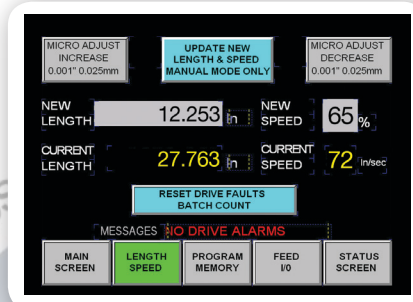 MICRO ADJUST
INCREASE
0.001" 0.025mm
UPDATE NEW
LENGTH & SPEED
MANUAL MODE ONLY
MICRO ADJUST
DECREASE
0.001" 0.025mm
NEW
LENGTH
12.253 in
NEW
SPEED
65 %
CURRENT
LENGTH
27.763 in
CURRENT
SPEED
72 in/sec
RESET DRIVE FAULTS
BATCH COUNT
MESSAGES NO DRIVE ALARMS
MAIN
SCREEN
LENGTH
SPEED
PROGRAM
MEMORY
FEED
I/0
STATUS
SCREEN